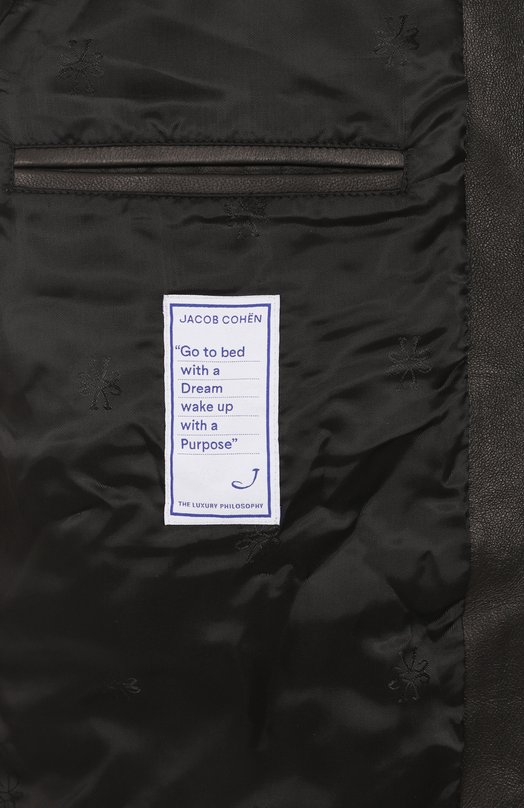 JACOB COHËN
“Go to bed
with a
Dream
wake up
with a
Purpose”
THE LUXURY PHILOSOPHY